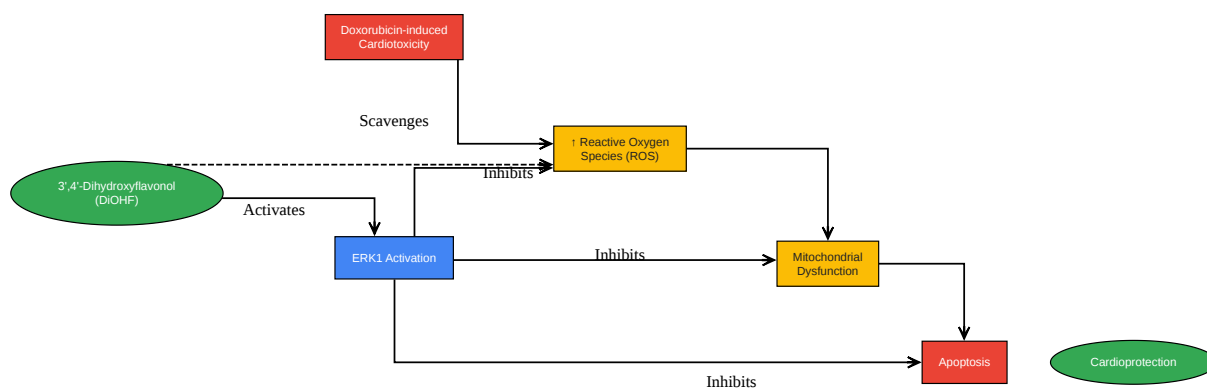 Doxorubicin-induced
Cardiotoxicity
Scavenges
↑ Reactive Oxygen
Species (ROS)
Inhibits
3',4'-Dihydroxyflavonol
(DiOHF)
Activates
ERK1 Activation
Inhibits
Mitochondrial
Dysfunction
Apoptosis
Cardioprotection
Inhibits